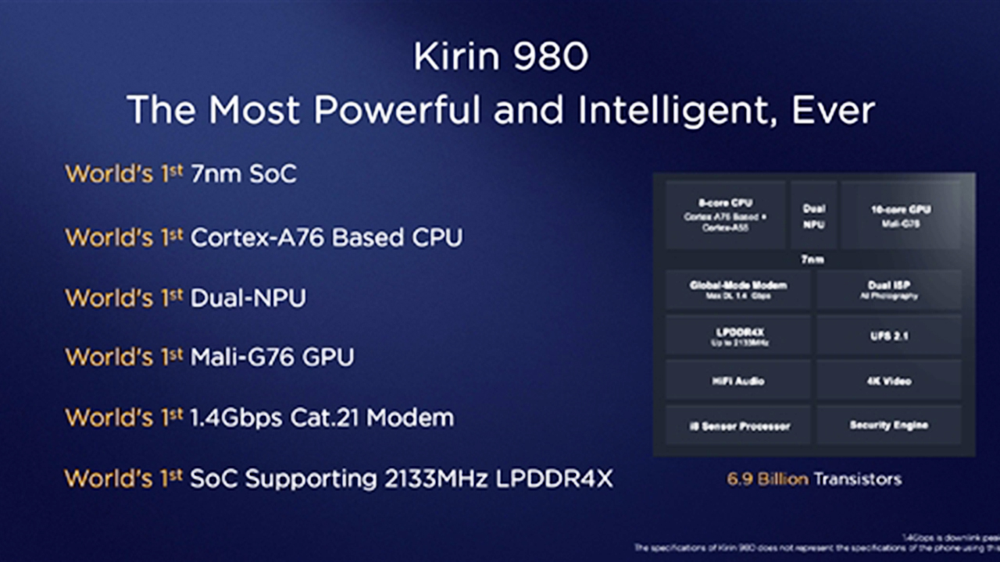 Kirin 980
The Most Powerful and Intelligent, Ever
World's 1st 7nm SoC
World's 1st Cortex-A76 Based CPU
World's 1st Dual-NPU
World's 1st Mali-G76 GPU
World's 1st 1.4Gbps Cat.21 Modem
World's 1st SoC Supporting 2133MHz LPDDR4X
8-core CPU
Cortex-A76 Based +
Cortex-A55
Dual
NPU
10-core GPU
Mali-G76
7nm
Global-Mode Modem
Max DL 1.4 Gbps
Dual ISP
AI Photography
LPDDR4X
Up to 2133MHz
UFS 2.1
HiFi Audio
4K Video
i8 Sensor Processor
Security Engine
6.9 Billion Transistors
1.4Gbps is downlink
The specifications of Kirin 980 does not represent the specifications of the phone using